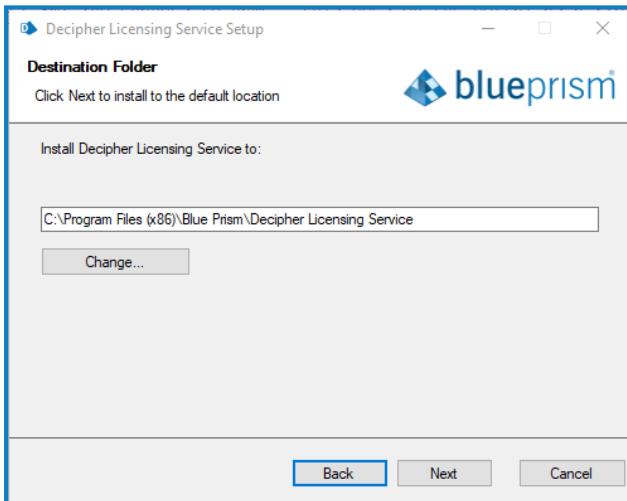 Decipher Licensing Service Setup
Destination Folder
Click Next to install to the default location
blueprism
Install Decipher Licensing Service to:
C:\Program Files (x86)\Blue Prism\Decipher Licensing Service
Change...
Back Next Cancel